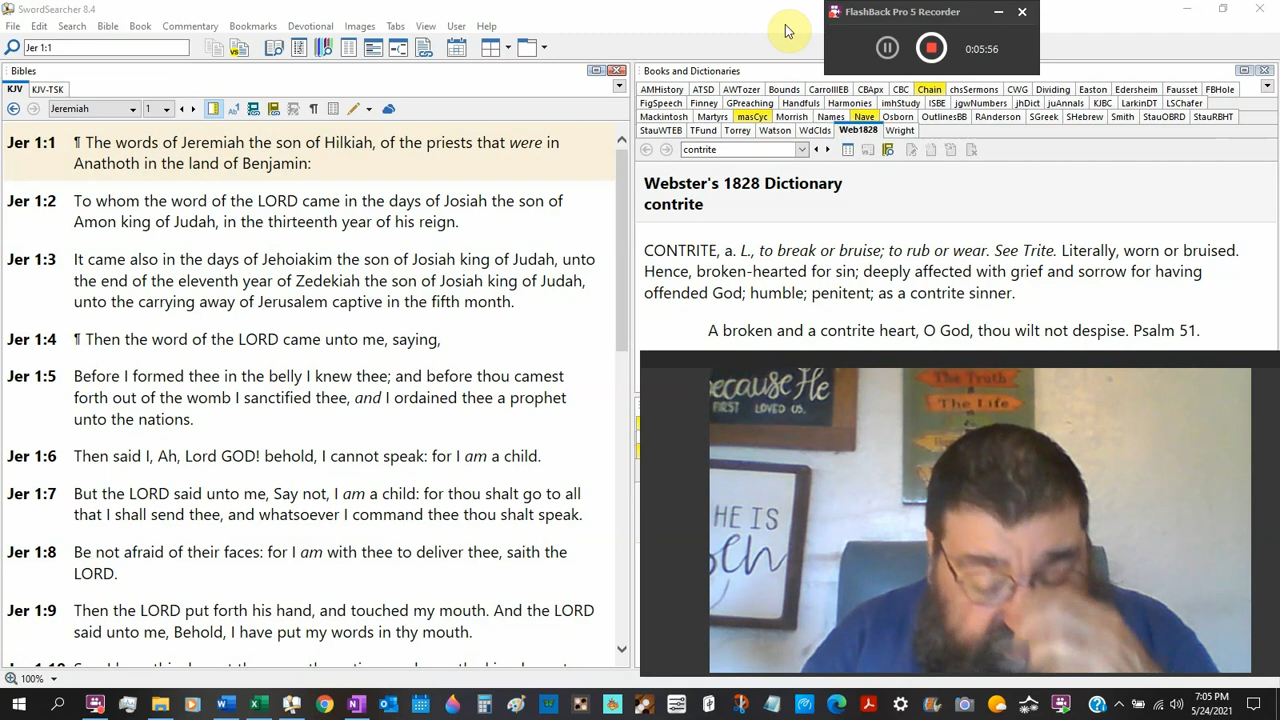 SwordSearcher 8.4
File Edit Search Bible Book Commentary Bookmarks Devotional Images Tabs View User Help
Jer 1:1
VS
FlashBack Pro 5 Recorder
0:05:56
Bibles
KJV KJV-TSK
Jeremiah 1
Jer 1:1 ¶ The words of Jeremiah the son of Hilkiah, of the priests that were in
Anathoth in the land of Benjamin:
Jer 1:2 To whom the word of the LORD came in the days of Josiah the son of
Amon king of Judah, in the thirteenth year of his reign.
Jer 1:3 It came also in the days of Jehoiakim the son of Josiah king of Judah, unto
the end of the eleventh year of Zedekiah the son of Josiah king of Judah,
unto the carrying away of Jerusalem captive in the fifth month.
Jer 1:4 ¶ Then the word of the LORD came unto me, saying,
Jer 1:5 Before I formed thee in the belly I knew thee; and before thou camest
forth out of the womb I sanctified thee, and I ordained thee a prophet
unto the nations.
Jer 1:6 Then said I, Ah, Lord GOD! behold, I cannot speak: for I am a child.
Jer 1:7 But the LORD said unto me, Say not, I am a child: for thou shalt go to all
that I shall send thee, and whatsoever I command thee thou shalt speak.
Jer 1:8 Be not afraid of their faces: for I am with thee to deliver thee, saith the
LORD.
Jer 1:9 Then the LORD put forth his hand, and touched my mouth. And the LORD
said unto me, Behold, I have put my words in thy mouth.
100%
Books and Dictionaries
AMHistory ATSD AWTozer Bounds CarrollEB CBApx CBC Chain chsSermons CWG Dividing Easton Edersheim Fausset FBHole
FigSpeech Finney GPreaching Handfuls Harmonies imhStudy ISBE jgwNumbers jhDict juAnnals KJBC LarkinDT LSChafer
Mackintosh Martyrs masCyc Morrish Names Nave Osborn OutlinesBB RAnderson SGreek SHebrew Smith StauOBRD StauRBHT
StauWTEB TFund Torrey Watson WdClds Web1828 Wright
contrite
Webster's 1828 Dictionary
contrite
CONTRITE, a. L., to break or bruise; to rub or wear. See Trite. Literally, worn or bruised.
Hence, broken-hearted for sin; deeply affected with grief and sorrow for having
offended God; humble; penitent; as a contrite sinner.
A broken and a contrite heart, O God, thou wilt not despise. Psalm 51.
because He
FIRST LOVED US.
The Truth
The Life
HE IS
7:05 PM
5/24/2021